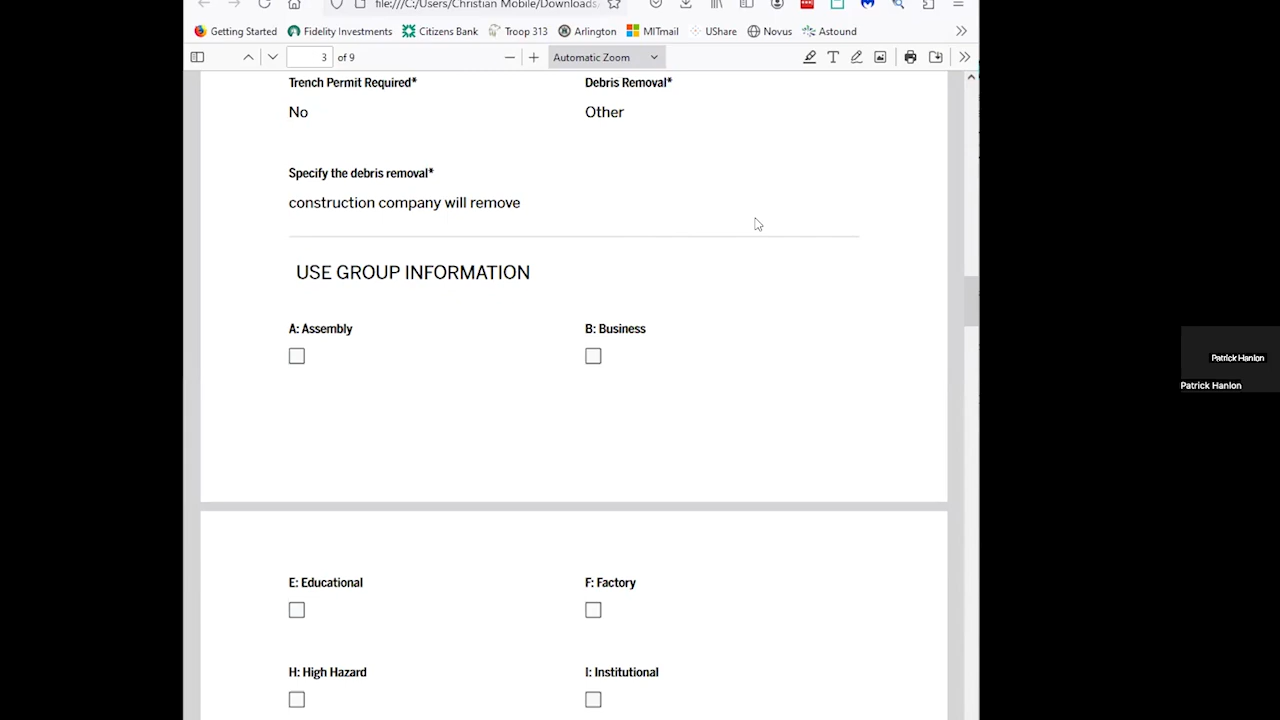 file:///C:/Users/Christian Mobile/Downloads
Getting Started Fidelity Investments Citizens Bank Troop 313 Arlington MITmail UShare Novus Astound
3 of 9 Automatic Zoom
Trench Permit Required* Debris Removal*
No Other
Specify the debris removal*
construction company will remove
USE GROUP INFORMATION
A: Assembly B: Business
E: Educational F: Factory
H: High Hazard I: Institutional
Patrick Hanlon
Patrick Hanlon